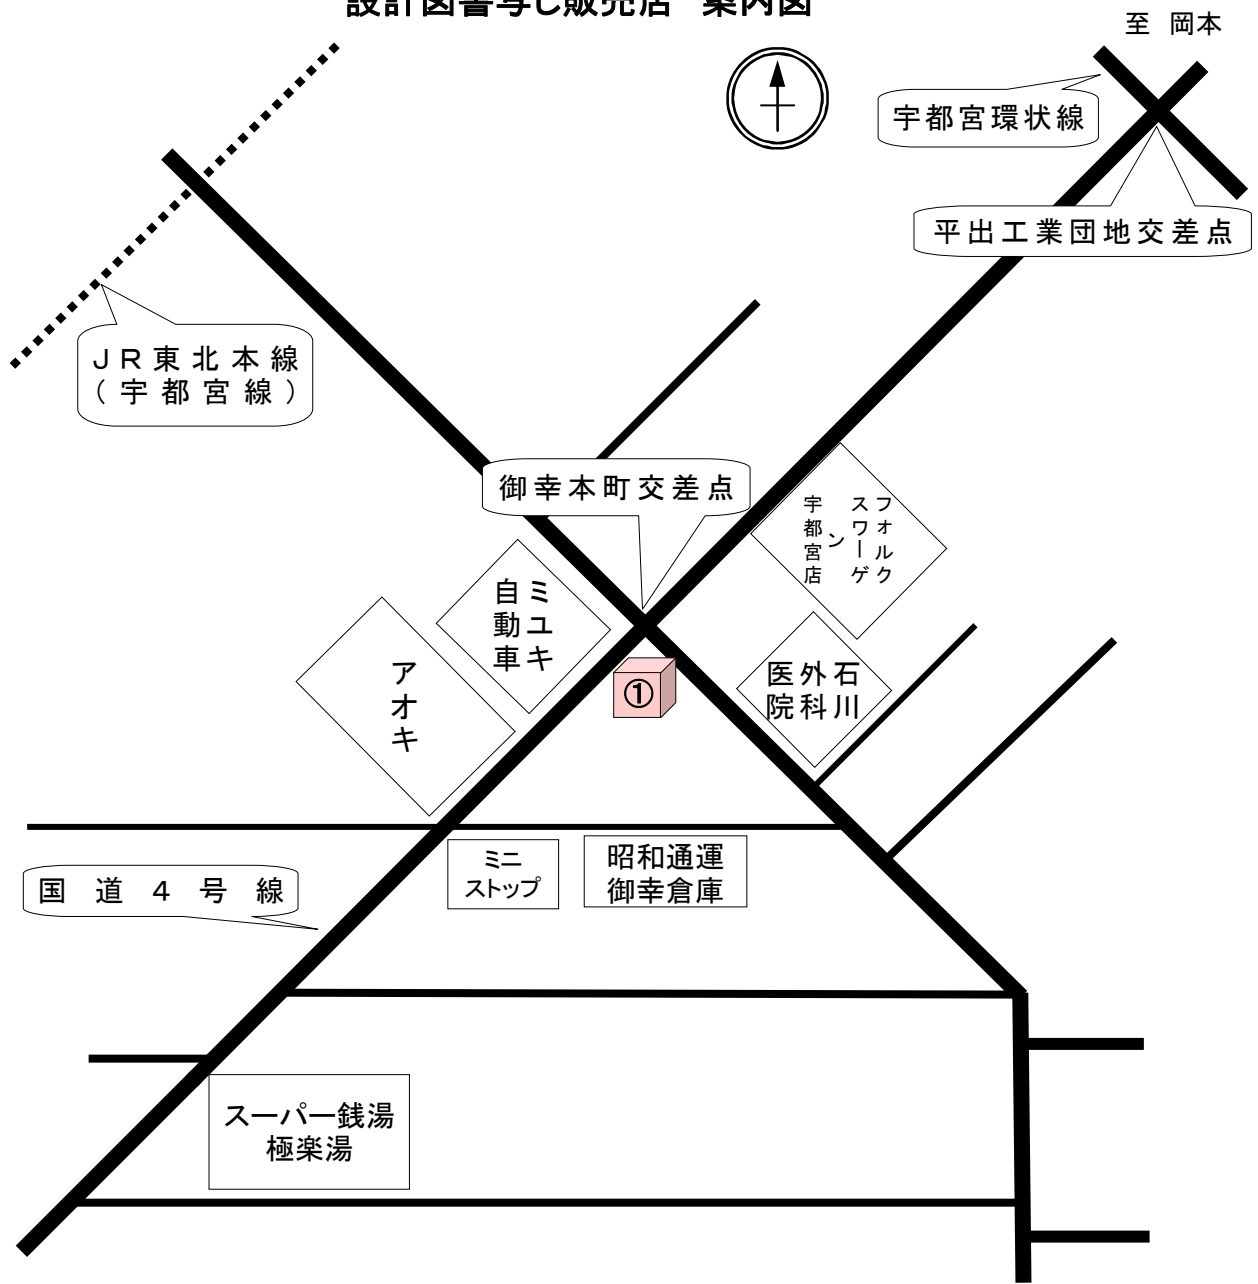 設計図書写し販売店 案内図
至 岡本
宇都宮環状線
平出工業団地交差点
JR東北本線
(宇都宮線)
御幸本町交差点
フォルク
スワーゲ
ン
宇都宮店
ミユキ
自動車
アオキ
①
石川
外科
医院
ミニ
ストップ
昭和通運
御幸倉庫
国道4号線
スーパー銭湯
極楽湯